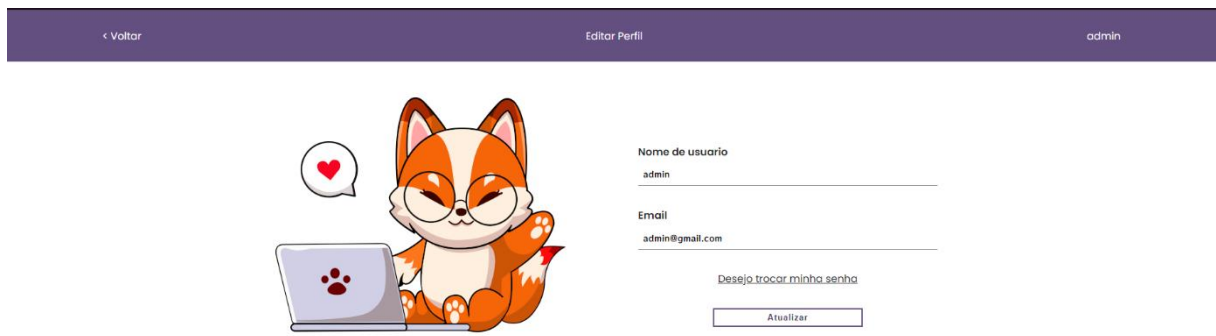 < Voltar
Editar Perfil
admin
Nome de usuario
admin
Email
admin@gmail.com
Desejo trocar minha senha
Atualizar